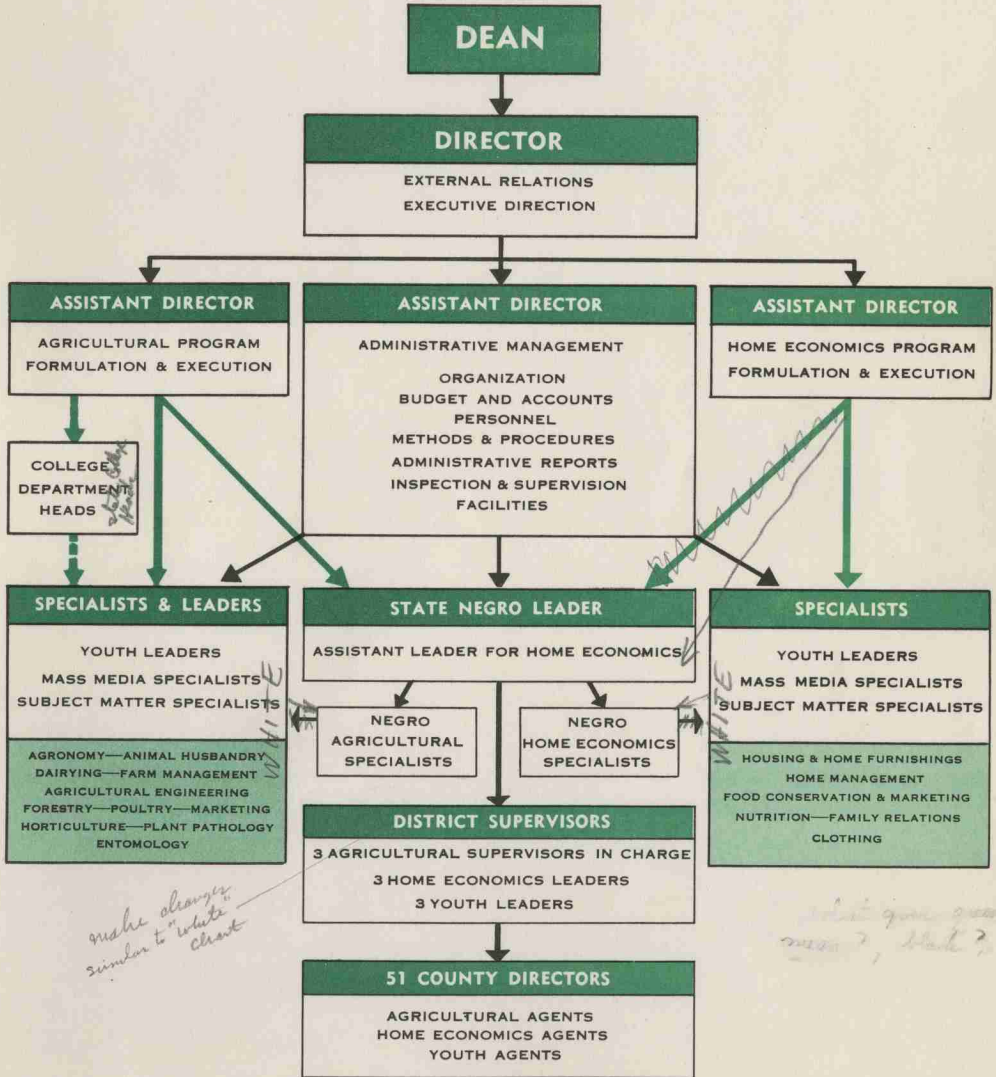 DEAN
DIRECTOR
EXTERNAL RELATIONS
EXECUTIVE DIRECTION
ASSISTANT DIRECTOR
AGRICULTURAL PROGRAM
FORMULATION & EXECUTION
ASSISTANT DIRECTOR
ADMINISTRATIVE MANAGEMENT
ORGANIZATION
BUDGET AND ACCOUNTS
PERSONNEL
METHODS & PROCEDURES
ADMINISTRATIVE REPORTS
INSPECTION & SUPERVISION
FACILITIES
ASSISTANT DIRECTOR
HOME ECONOMICS PROGRAM
FORMULATION & EXECUTION
COLLEGE
DEPARTMENT
HEADS
State College
Heads
SPECIALISTS & LEADERS
YOUTH LEADERS
MASS MEDIA SPECIALISTS
SUBJECT MATTER SPECIALISTS
WHITE
AGRONOMY—ANIMAL HUSBANDRY
DAIRYING—FARM MANAGEMENT
AGRICULTURAL ENGINEERING
FORESTRY—POULTRY—MARKETING
HORTICULTURE—PLANT PATHOLOGY
ENTOMOLOGY
STATE NEGRO LEADER
ASSISTANT LEADER FOR HOME ECONOMICS
NEGRO
AGRICULTURAL
SPECIALISTS
NEGRO
HOME ECONOMICS
SPECIALISTS
SPECIALISTS
YOUTH LEADERS
MASS MEDIA SPECIALISTS
SUBJECT MATTER SPECIALISTS
WHITE
HOUSING & HOME FURNISHINGS
HOME MANAGEMENT
FOOD CONSERVATION & MARKETING
NUTRITION—FAMILY RELATIONS
CLOTHING
DISTRICT SUPERVISORS
3 AGRICULTURAL SUPERVISORS IN CHARGE
3 HOME ECONOMICS LEADERS
3 YOUTH LEADERS
make changes
similar to "white"
chart
51 COUNTY DIRECTORS
AGRICULTURAL AGENTS
HOME ECONOMICS AGENTS
YOUTH AGENTS